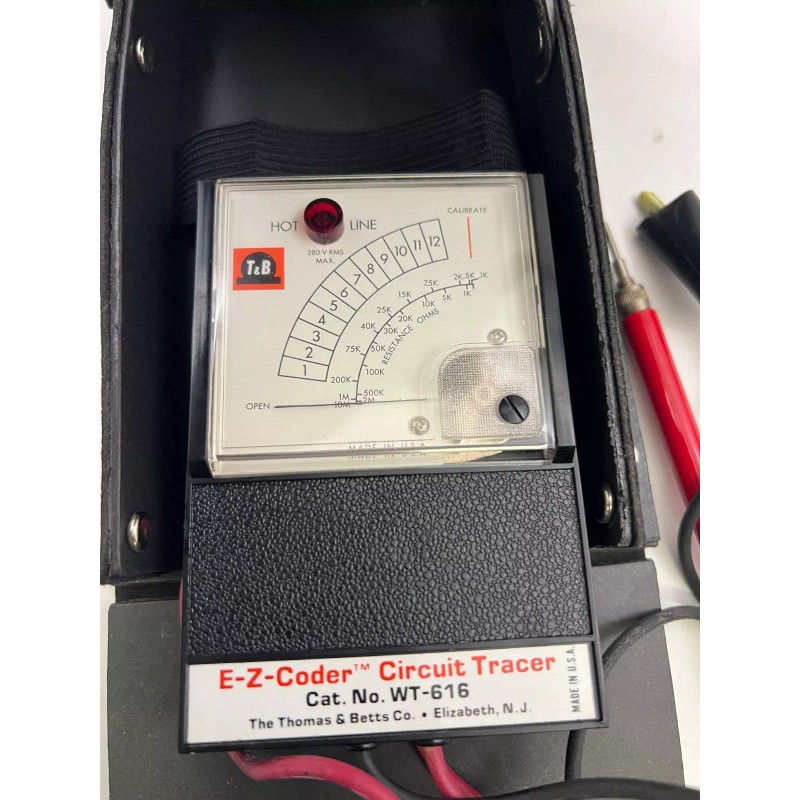 CALIBRATE
HOT LINE
280 V RMS
MAX.
T&B
1 2 3 4 5 6 7 8 9 10 11 12
OPEN
10M 2M
1M 500K
200K 100K
75K 50K
40K 30K
25K 20K
15K 10K
7.5K 5K
2K .5K .1K
1K
RESISTANCE OHMS
MADE IN U.S.A.
E-Z-Coder™ Circuit Tracer
Cat. No. WT-616
The Thomas & Betts Co. • Elizabeth, N.J.
MADE IN U.S.A.